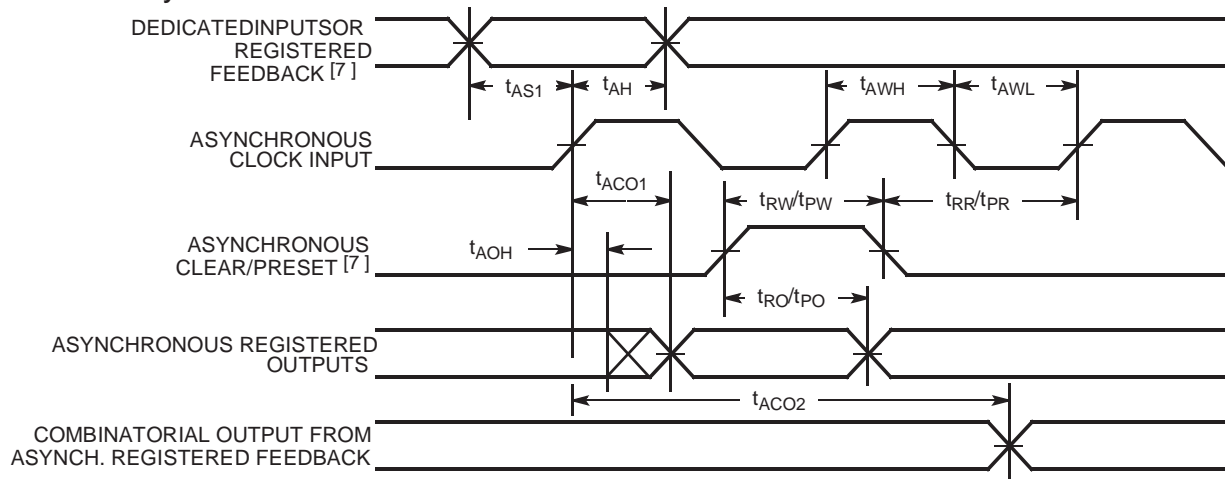 DEDICATEDINPUTSOR
REGISTERED
FEEDBACK [7 ]
tAS1
tAH
tAWH
tAWL
ASYNCHRONOUS
CLOCK INPUT
tACO1
tRW/tPW
tRR/tPR
ASYNCHRONOUS
CLEAR/PRESET [7 ]
tAOH
tRO/tPO
ASYNCHRONOUS REGISTERED
OUTPUTS
tACO2
COMBINATORIAL OUTPUT FROM
ASYNCH. REGISTERED FEEDBACK